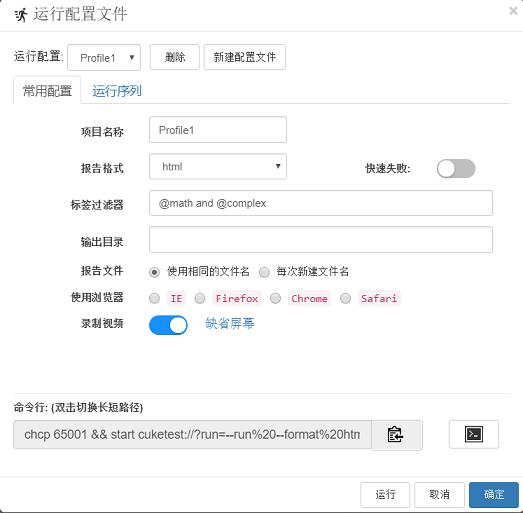 运行配置文件
×
运行配置: Profile1 删除 新建配置文件
常用配置 运行序列
项目名称 Profile1
报告格式 html 快速失败:
标签过滤器 @math and @complex
输出目录
报告文件 使用相同的文件名 每次新建文件名
使用浏览器 IE Firefox Chrome Safari
录制视频 缺省屏幕
命令行: (双击切换长短路径)
chcp 65001 && start cuketest://?run=--run%20--format%20htm
运行 取消 确定